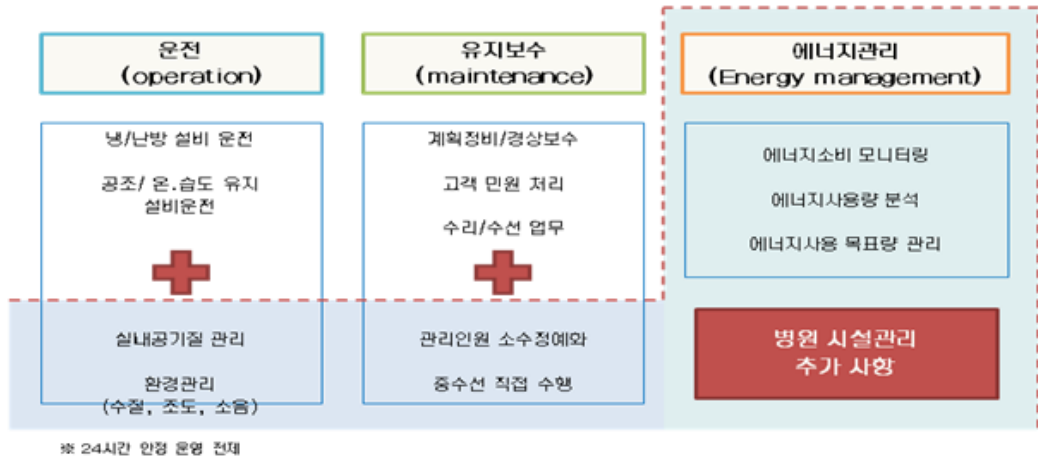 운전
(operation)
냉/난방 설비 운전
공조/ 온.습도 유지
설비운전
실내공기질 관리
환경관리
(수질, 조도, 소음)
유지보수
(maintenance)
계획정비/경상보수
고객 민원 처리
수리/수선 업무
관리인원 소수정예화
중수선 직접 수행
에너지관리
(Energy management)
에너지소비 모니터링
에너지사용량 분석
에너지사용 목표량 관리
병원 시설관리
추가 사항
※ 24시간 안정 운영 전제